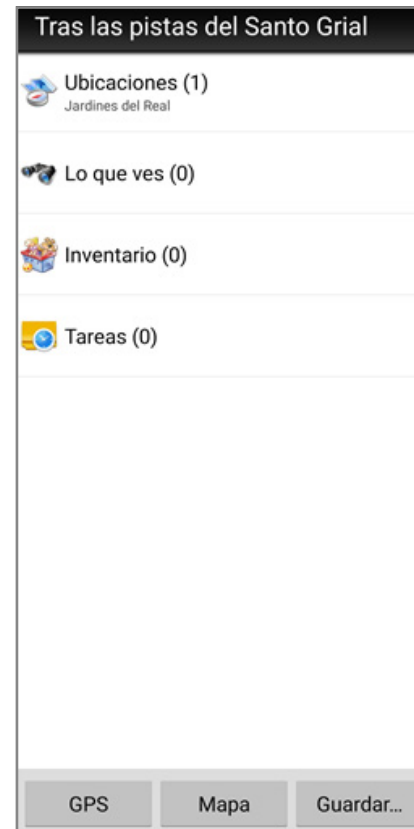 Tras las pistas del Santo Grial
Ubicaciones (1)
Jardines del Real
Lo que ves (0)
Inventario (0)
Tareas (0)
GPS Mapa Guardar...